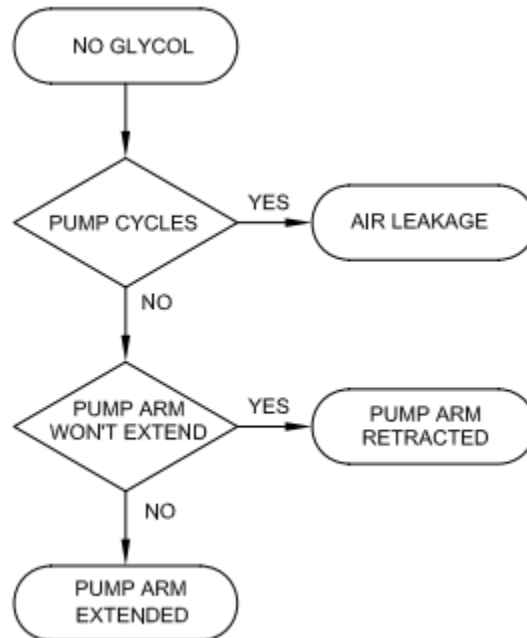 NO GLYCOL
PUMP CYCLES
YES
AIR LEAKAGE
NO
PUMP ARM
WON'T EXTEND
YES
PUMP ARM
RETRACTED
NO
PUMP ARM
EXTENDED